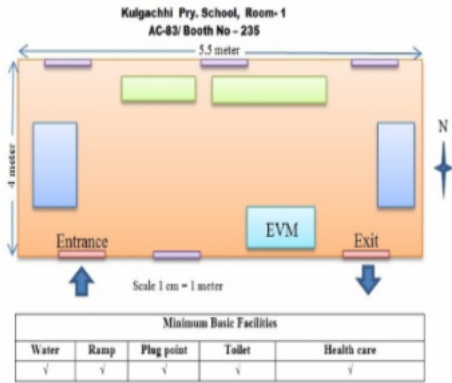 Kulgachhi Pry. School, Room- 1
AC-83/ Booth No – 235
5.5 meter
N
4 meter
EVM
Entrance
Exit
Scale 1 cm = 1 meter
Minimum Basic Facilities
Water Ramp Plug point Toilet Health care
√ √ √ √ √